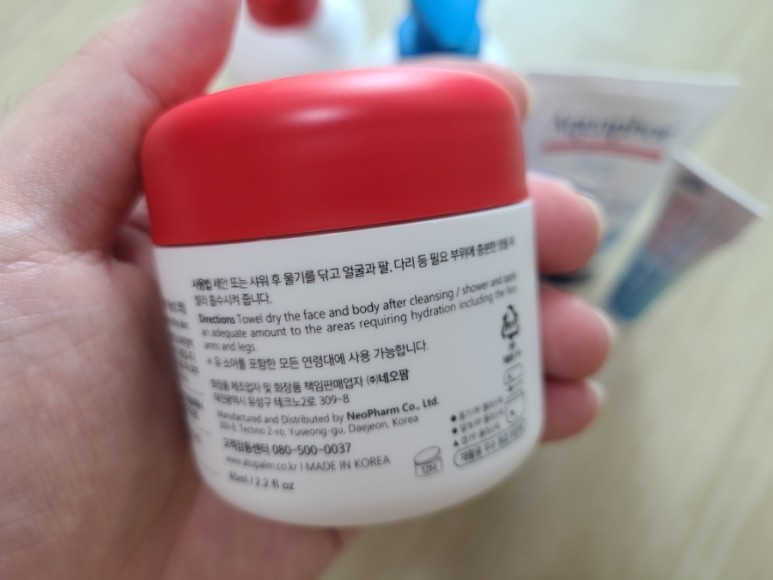 사용법 세안 또는 샤워 후 물기를 닦고 얼굴과 팔, 다리 등 필요 부위에 충분한 양을
발라 흡수시켜 줍니다.
Directions Towel dry the face and body after cleansing / shower and apply
an adequate amount to the areas requiring hydration including the face,
arms and legs.
* 유·소아를 포함한 모든 연령대에 사용 가능합니다.
화장품 제조업자 및 화장품 책임판매업자 (주)네오팜
대전광역시 유성구 테크노2로 309-8
Manufactured and Distributed by NeoPharm Co., Ltd.
309-8, Techno 2-ro, Yuseong-gu, Daejeon, Korea
고객감동센터 080-500-0037
www.atopalm.co.kr I MADE IN KOREA
65ml / 2.2 fl oz
12M